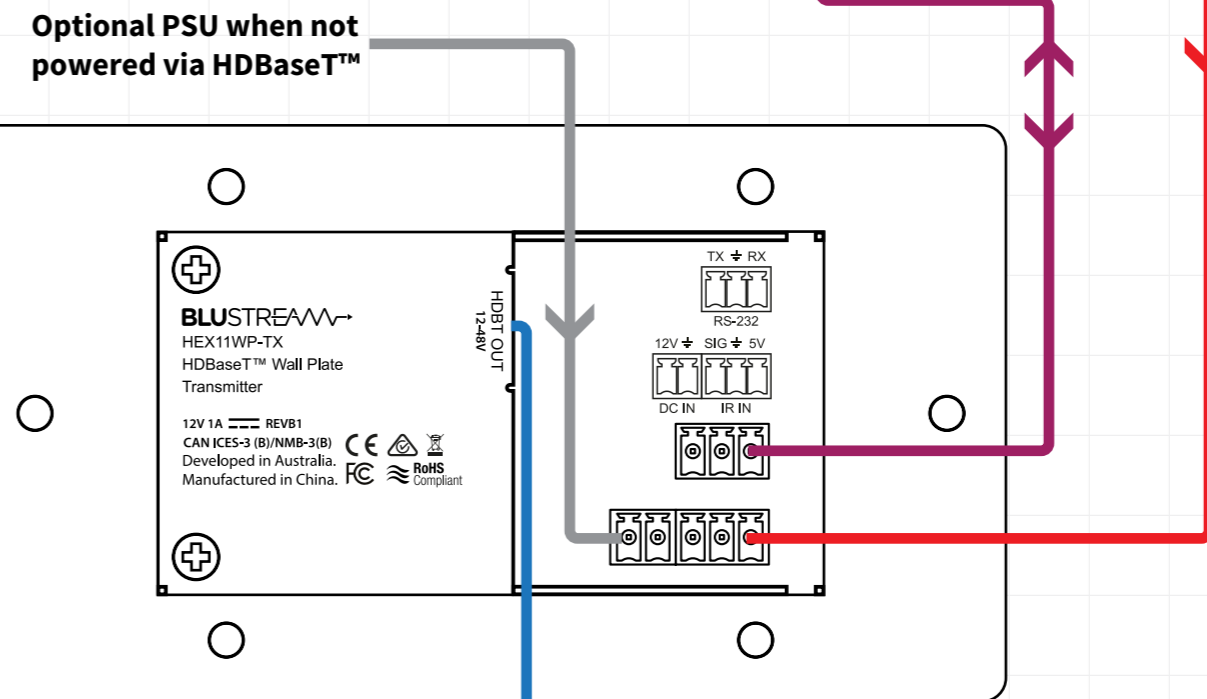 Optional PSU when not
powered via HDBaseT™
BLUSTREAM
HEX11WP-TX
HDBaseT™ Wall Plate
Transmitter
12V 1A REVB1
CAN ICES-3 (B)/NMB-3(B)
Developed in Australia.
Manufactured in China.
CE
FC
RoHS
Compliant
HDBT OUT
12-48V
TX RX
RS-232
12V SIG 5V
DC IN IR IN